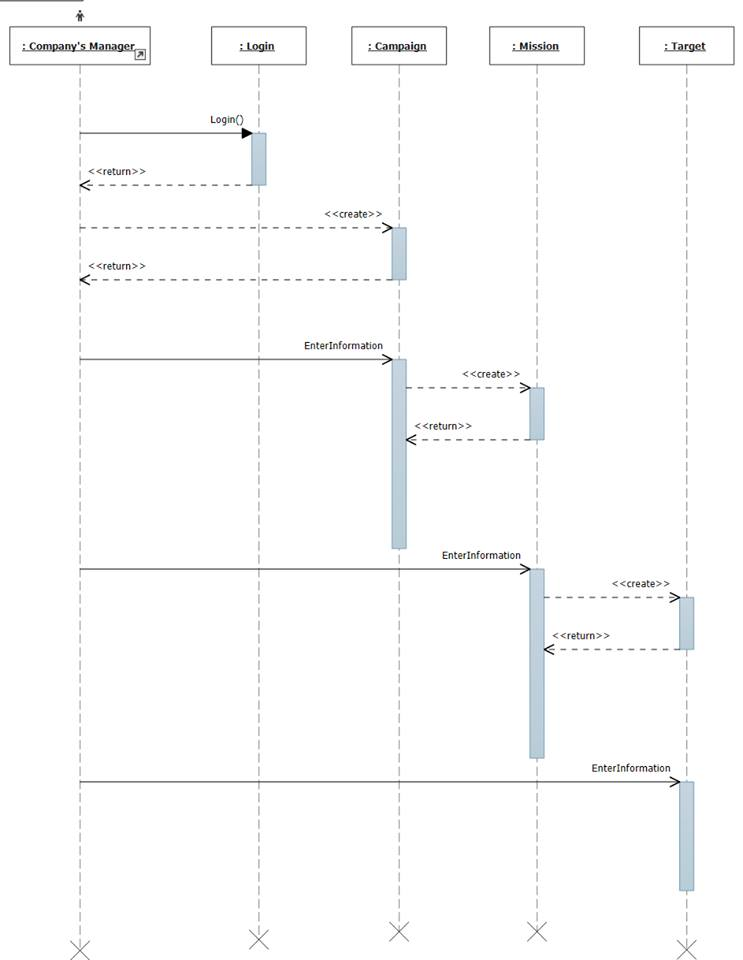 : Company's Manager
: Login
: Campaign
: Mission
: Target
Login()
<<return>>
<<create>>
<<return>>
EnterInformation
<<create>>
<<return>>
EnterInformation
<<create>>
<<return>>
EnterInformation